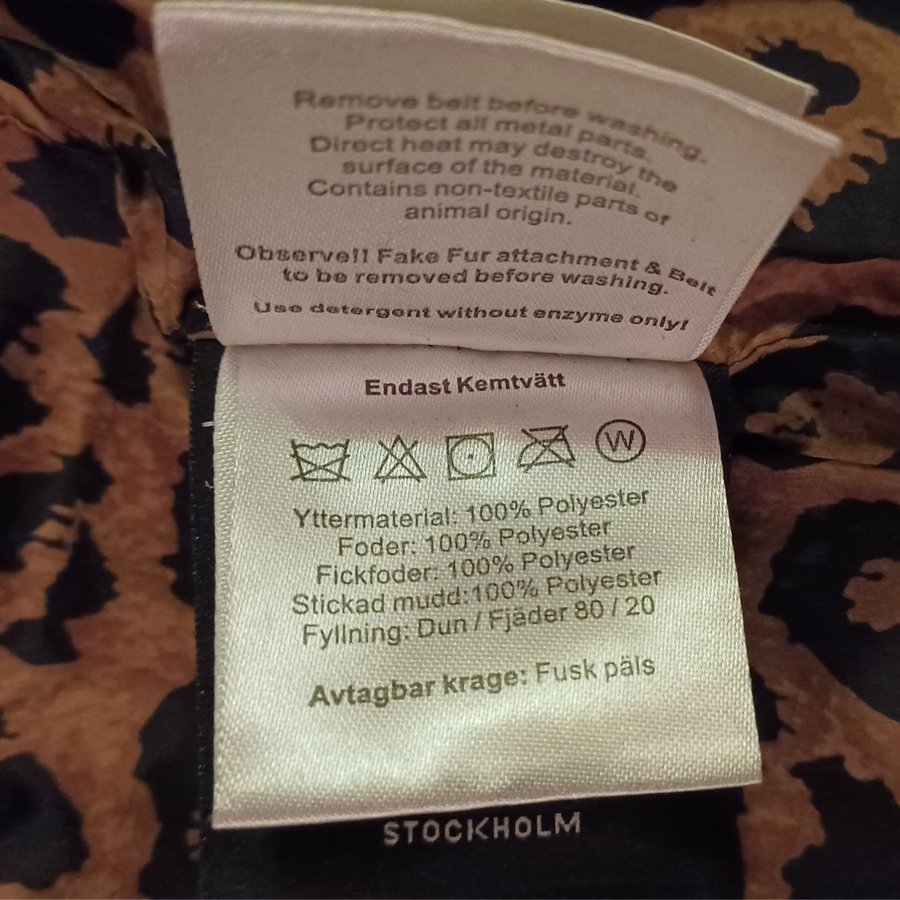 Remove belt before washing.
Protect all metal parts.
Direct heat may destroy the
surface of the material.
Contains non-textile parts of
animal origin.
Observe!! Fake Fur attachment & Belt
to be removed before washing.
Use detergent without enzyme only!
Endast Kemtvätt
W
Yttermaterial: 100% Polyester
Foder: 100% Polyester
Fickfoder: 100% Polyester
Stickad mudd:100% Polyester
Fyllning: Dun / Fjäder 80 / 20
Avtagbar krage: Fusk päls
STOCKHOLM